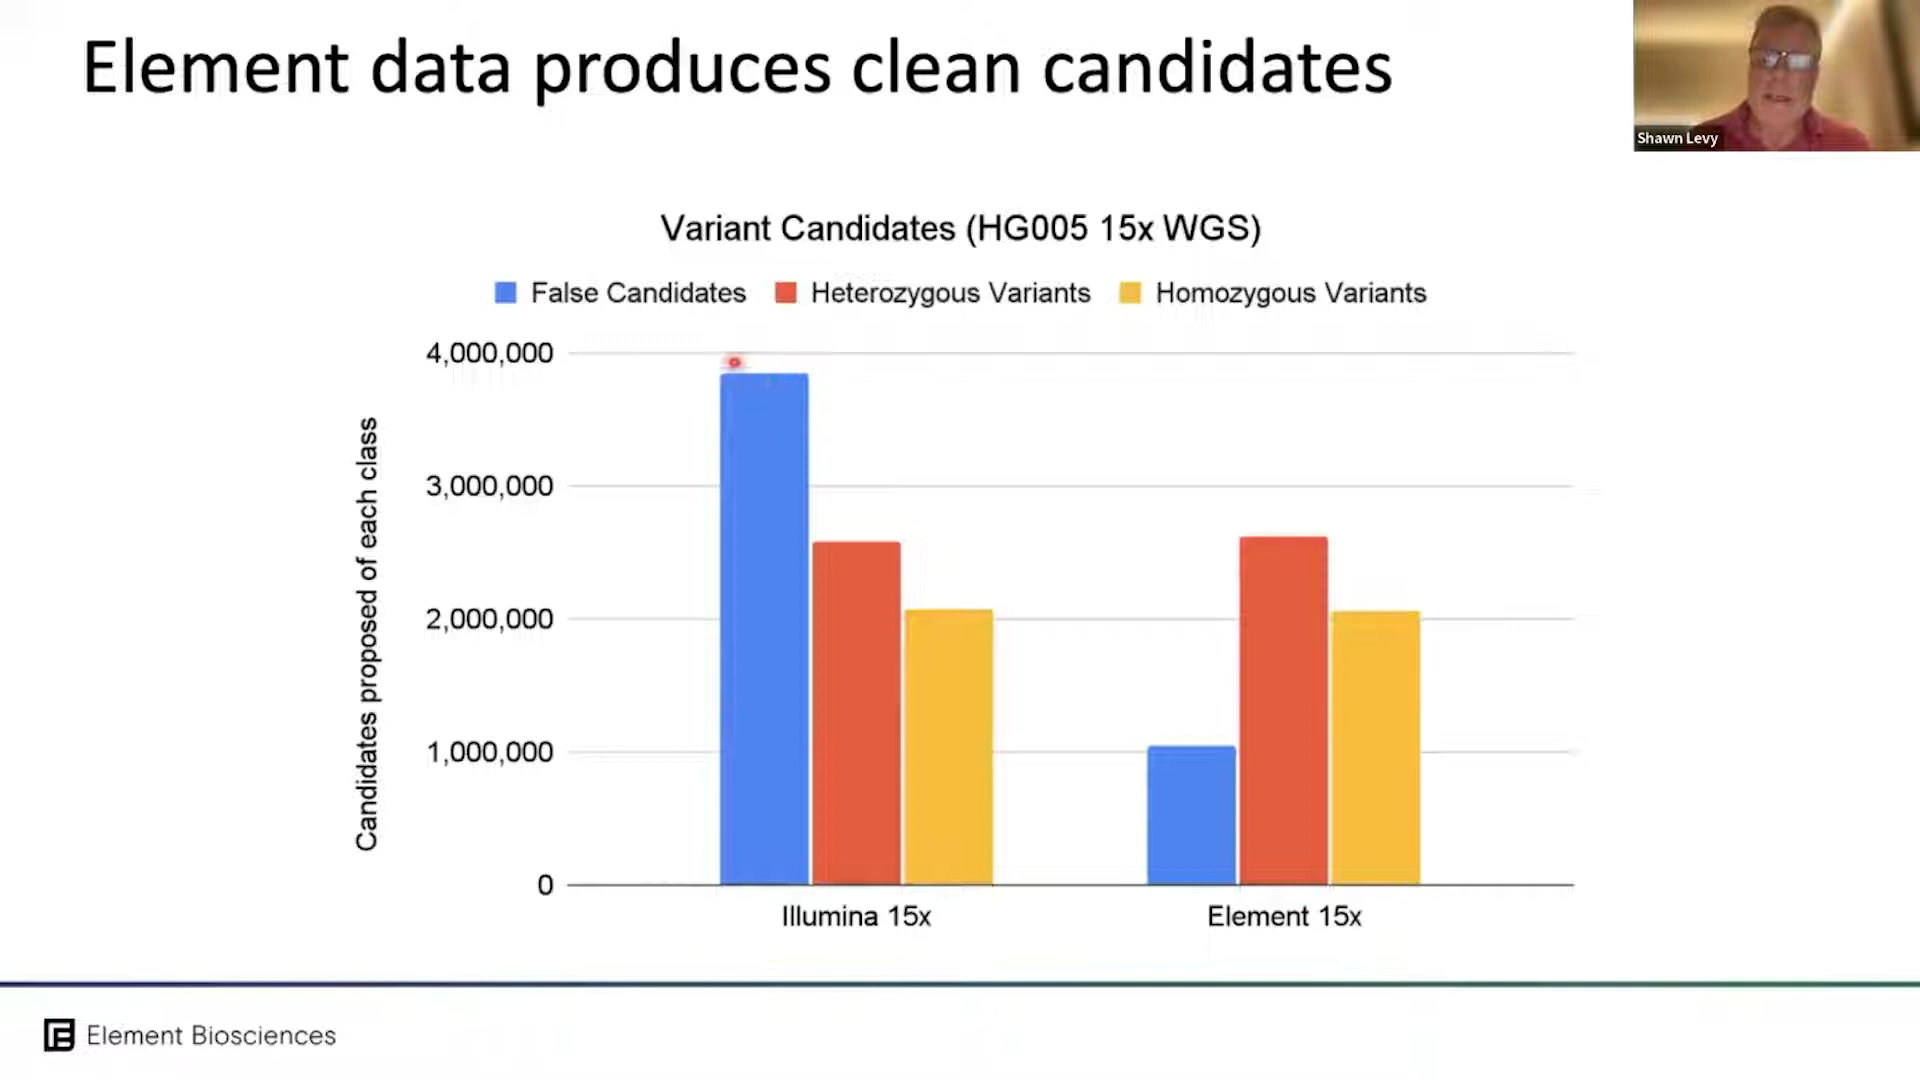 Element data produces clean candidates
Shawn Levy
Variant Candidates (HG005 15x WGS)
False Candidates
Heterozygous Variants
Homozygous Variants
Candidates proposed of each class
4,000,000
3,000,000
2,000,000
1,000,000
0
Illumina 15x
Element 15x
Element Biosciences